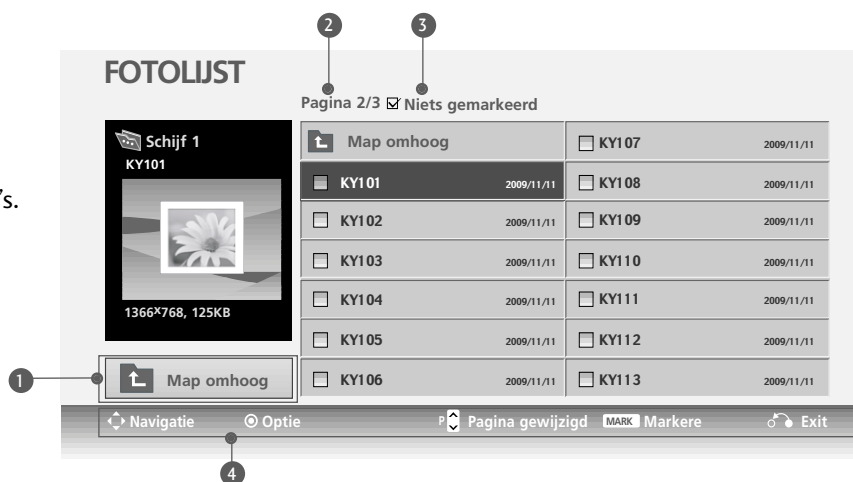 2 3
FOTOLIJST
Pagina 2/3 Niets gemarkeerd
Schijf 1
KY101
's.
1366x768, 125KB
1 Map omhoog
Map omhoog
KY101 2009/11/11
KY102 2009/11/11
KY103 2009/11/11
KY104 2009/11/11
KY105 2009/11/11
KY106 2009/11/11
KY107 2009/11/11
KY108 2009/11/11
KY109 2009/11/11
KY110 2009/11/11
KY111 2009/11/11
KY112 2009/11/11
KY113 2009/11/11
Navigatie Optie P Pagina gewijzigd MARK Markere Exit
4